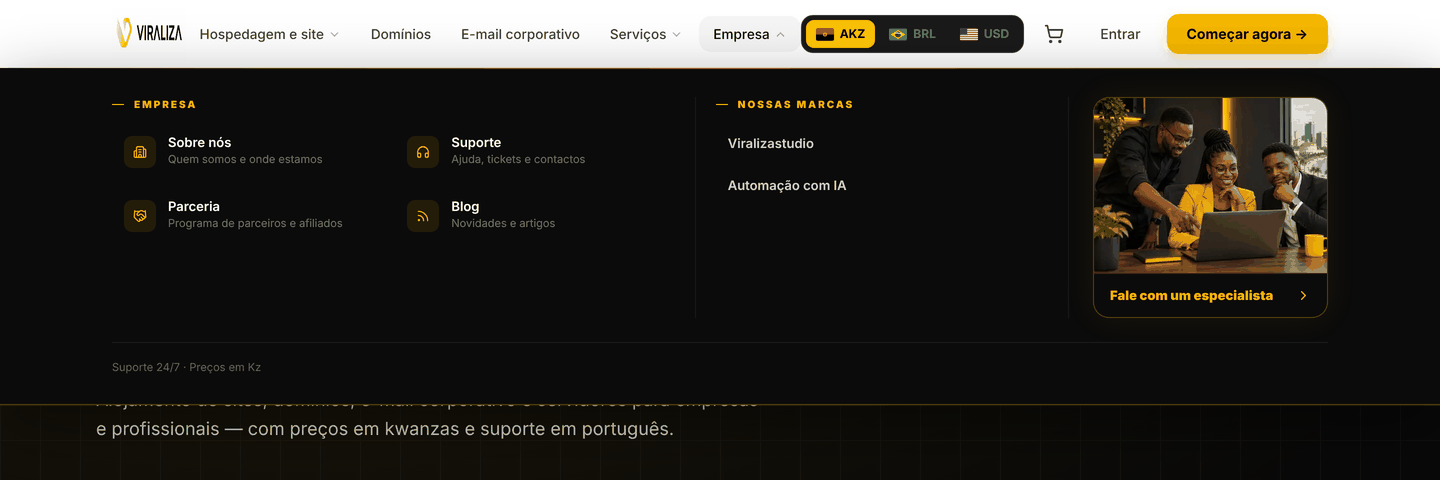 VIRALIZA
Hospedagem e site
Domínios
E-mail corporativo
Serviços
Empresa
AKZ
BRL
USD
Entrar
Começar agora →
— EMPRESA
Sobre nós
Quem somos e onde estamos
Suporte
Ajuda, tickets e contactos
Parceria
Programa de parceiros e afiliados
Blog
Novidades e artigos
— NOSSAS MARCAS
Viralizastudio
Automação com IA
Fale com um especialista
Suporte 24/7 · Preços em Kz
e profissionais — com preços em kwanzas e suporte em português.